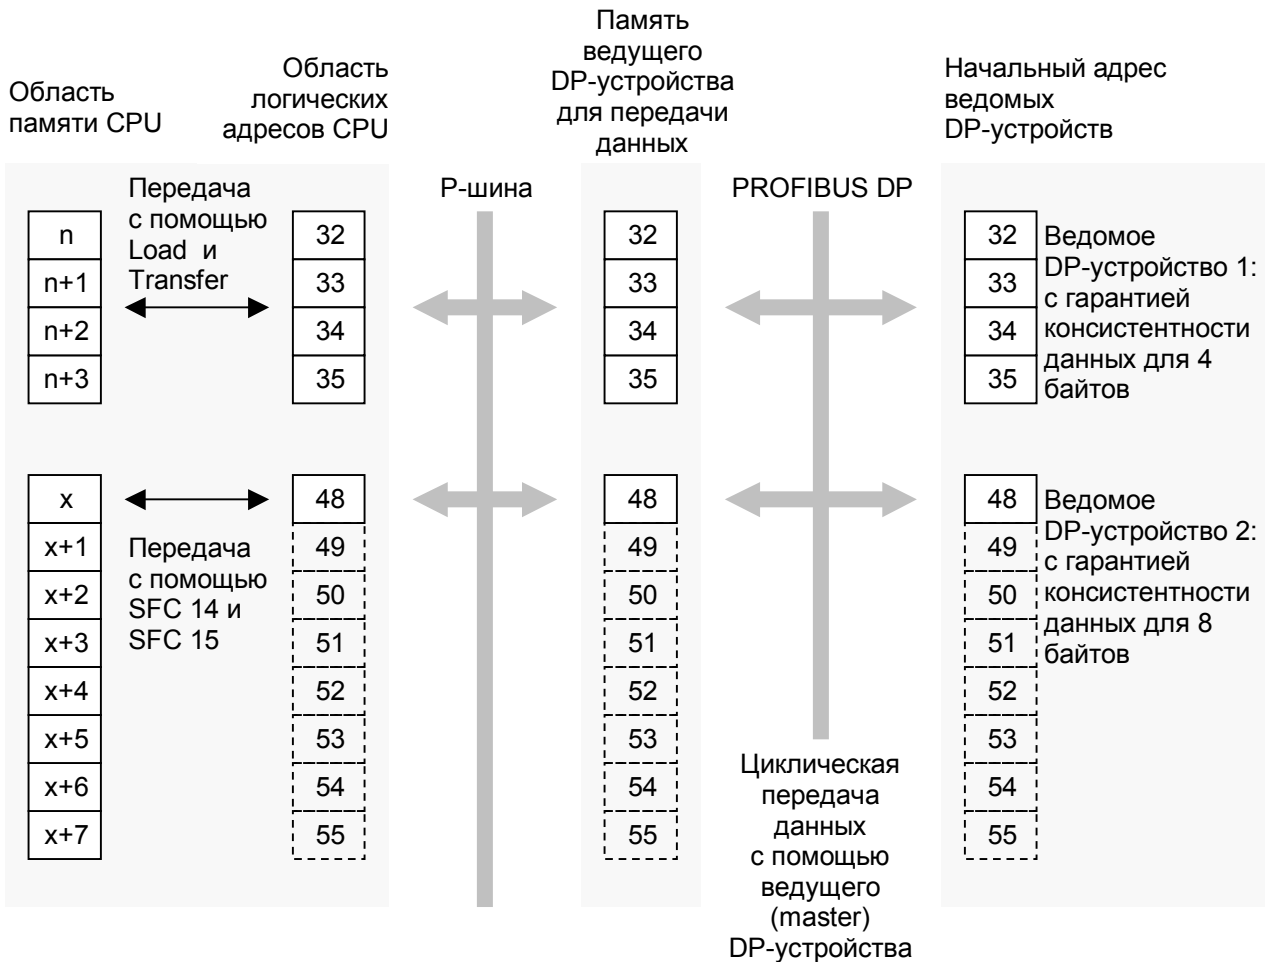 Область
памяти CPU
Область
логических
адресов CPU
Память
ведущего
DP-устройства
для передачи
данных
Начальный адрес
ведомых
DP-устройств
Передача
с помощью
Load и
Transfer
P-шина
PROFIBUS DP
n
n+1
n+2
n+3
32
33
34
35
32
33
34
35
32
33
34
35
Ведомое
DP-устройство 1:
с гарантией
консистентности
данных для 4
байтов
x
x+1
x+2
x+3
x+4
x+5
x+6
x+7
Передача
с помощью
SFC 14 и
SFC 15
48
49
50
51
52
53
54
55
48
49
50
51
52
53
54
55
Циклическая
передача
данных
с помощью
ведущего
(master)
DP-устройства
48
49
50
51
52
53
54
55
Ведомое
DP-устройство 2:
с гарантией
консистентности
данных для 8
байтов